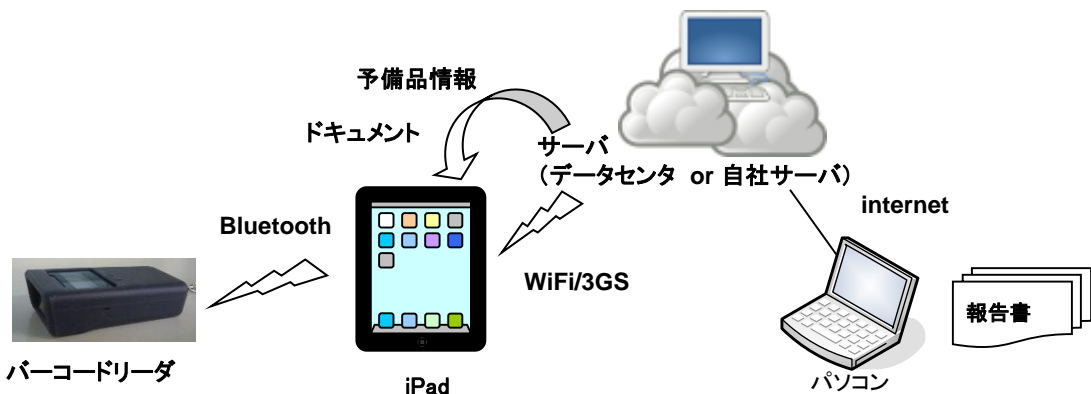 予備品情報
ドキュメント
サーバ
（データセンタ or 自社サーバ）
internet
Bluetooth
WiFi/3GS
報告書
バーコードリーダ
iPad
パソコン